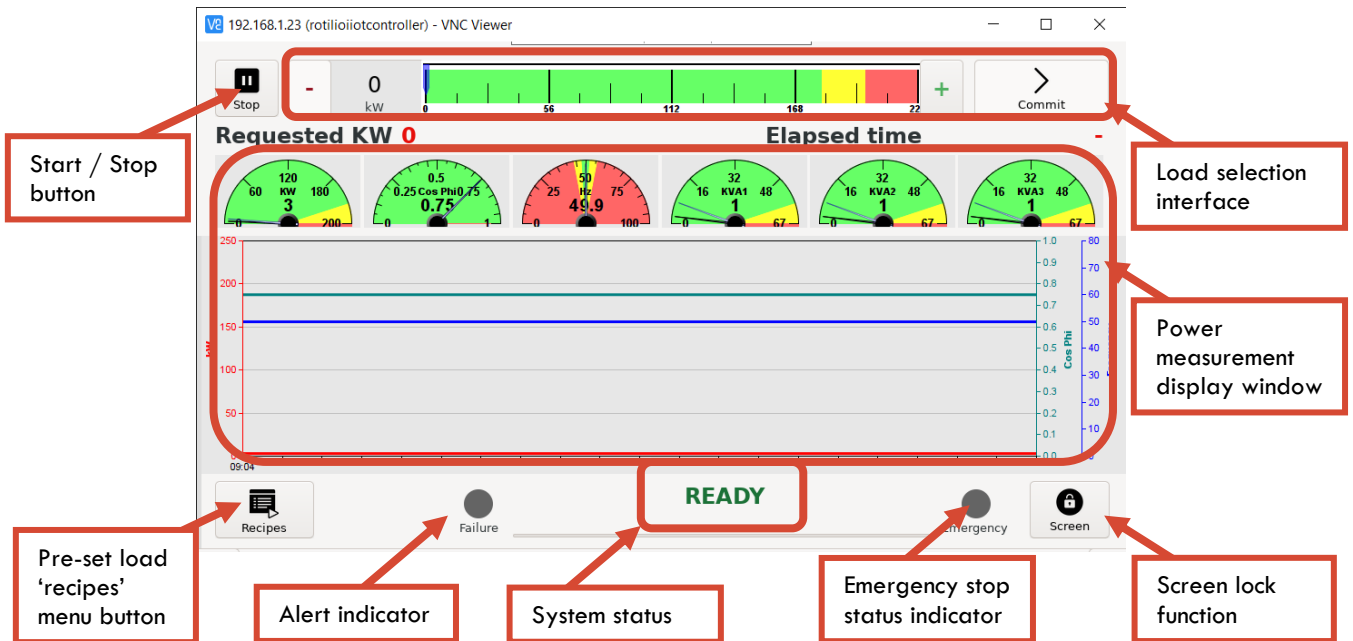 192.168.1.23 (rotilioiiotcontroller) - VNC Viewer
Stop
-
0
kW
0 56 112 168 22
+
Commit
Requested KW 0
Elapsed time -
Start / Stop
button
Load selection
interface
60 120 180
KW
3
0 200
0.25 0.5 0.75
Cos Phi
0.75
0 1
25 50 75
Hz
49.9
0 100
16 32 48
KVA1
1
0 67
16 32 48
KVA2
1
0 67
16 32 48
KVA3
1
0 67
250
200
150
100
50
09:04
1.0
0.9
0.8
0.7
0.6
0.5
0.4
0.3
0.2
0.1
0.0
Cos Phi
80
70
60
50
40
30
20
10
Power
measurement
display window
Recipes
Failure
READY
Emergency
Screen
Pre-set load
‘recipes’
menu button
Alert indicator
System status
Emergency stop
status indicator
Screen lock
function